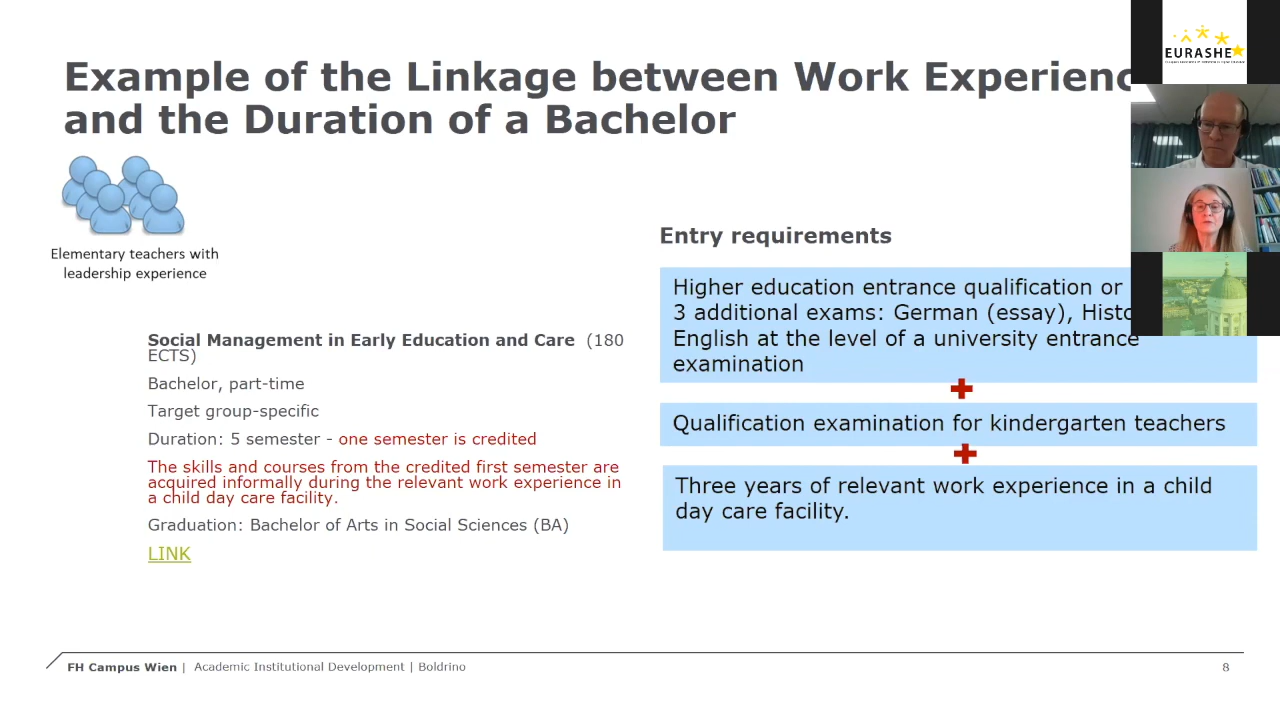 Example of the Linkage between Work Experienc
and the Duration of a Bachelor
EURASHE
Elementary teachers with
leadership experience
Social Management in Early Education and Care (180
ECTS)
Bachelor, part-time
Target group-specific
Duration: 5 semester - one semester is credited
The skills and courses from the credited first semester are
acquired informally during the relevant work experience in
a child day care facility.
Graduation: Bachelor of Arts in Social Sciences (BA)
LINK
Entry requirements
Higher education entrance qualification or
3 additional exams: German (essay), Histo
English at the level of a university entrance
examination
Qualification examination for kindergarten teachers
Three years of relevant work experience in a child
day care facility.
FH Campus Wien | Academic Institutional Development | Boldrino
8